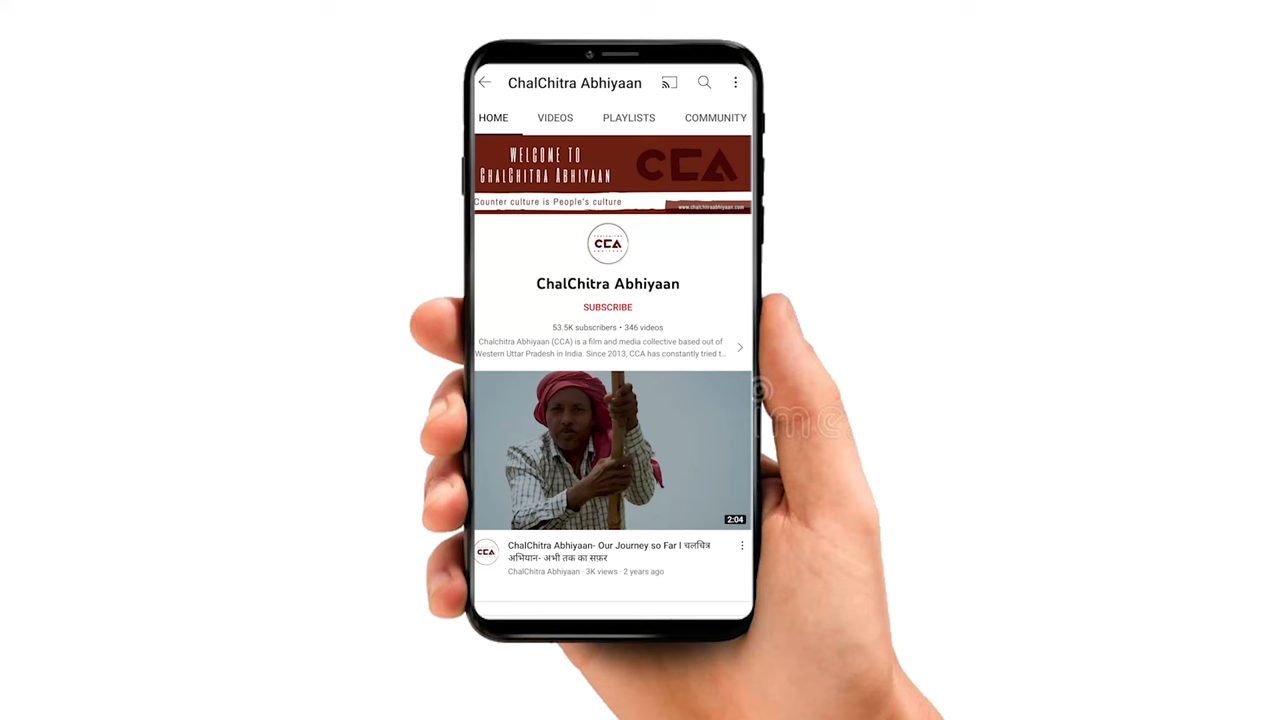 ChalChitra Abhiyaan
HOME VIDEOS PLAYLISTS COMMUNITY
WELCOME TO
CHALCHITRA ABHIYAAN
CCA
Counter culture is People's culture
www.chalchitraabhiyaan.com
CCA
ChalChitra Abhiyaan
SUBSCRIBE
53.5K subscribers • 346 videos
Chalchitra Abhiyaan (CCA) is a film and media collective based out of
Western Uttar Pradesh in India. Since 2013, CCA has constantly tried t...
2:04
CCA
ChalChitra Abhiyaan- Our Journey so Far l चलचित्र
अभियान- अभी तक का सफ़र
ChalChitra Abhiyaan · 3K views · 2 years ago